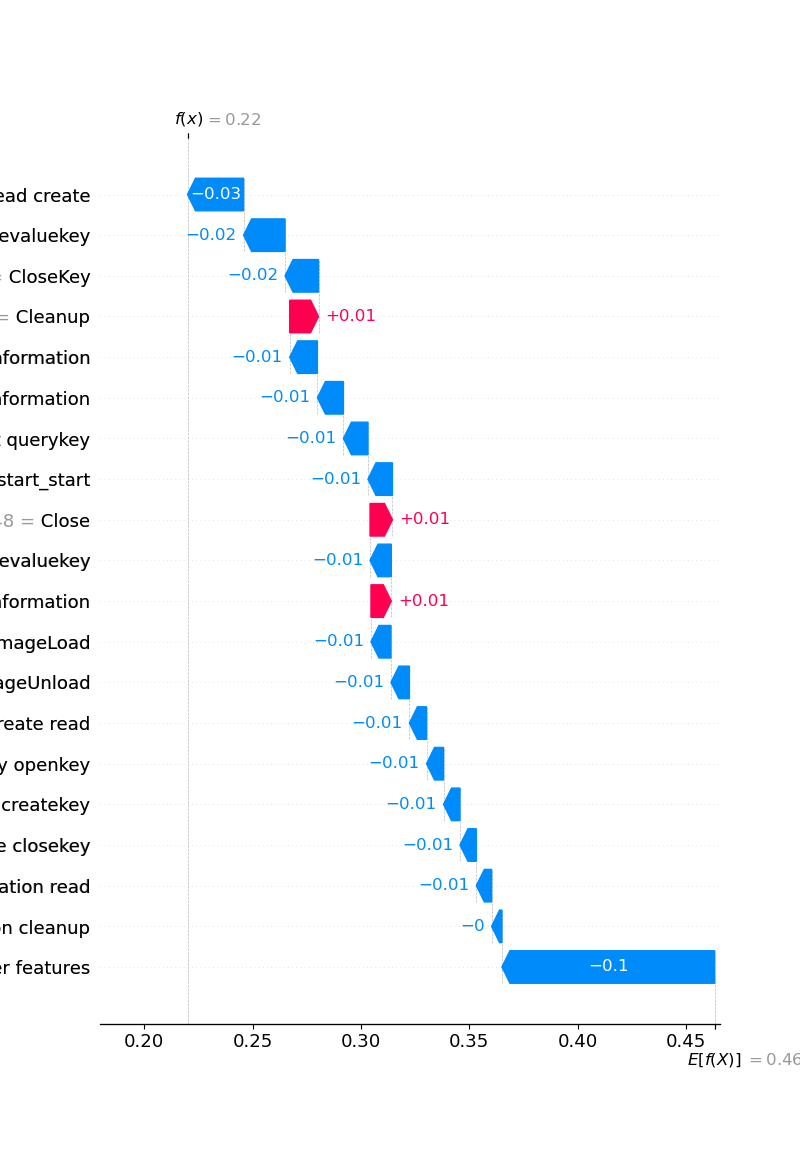 f(x) = 0.22
ead create −0.03
evaluekey −0.02
= CloseKey −0.02
= Cleanup +0.01
nformation −0.01
nformation −0.01
querykey −0.01
start_start −0.01
48 = Close +0.01
evaluekey −0.01
nformation +0.01
mageLoad −0.01
ageUnload −0.01
reate read −0.01
y openkey −0.01
createkey −0.01
e closekey −0.01
ation read −0.01
on cleanup −0
er features −0.1
0.20 0.25 0.30 0.35 0.40 0.45
E[f(X)] = 0.46